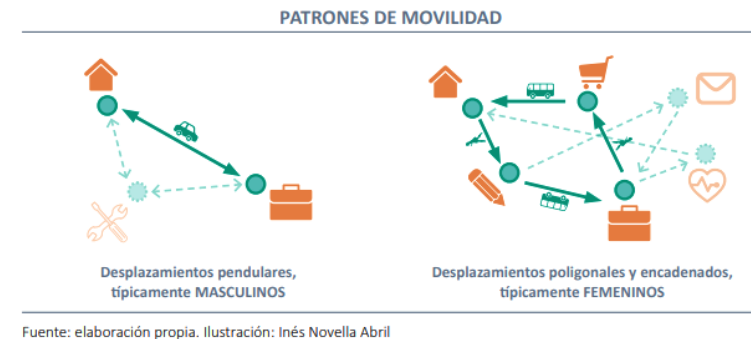 PATRONES DE MOVILIDAD
Desplazamientos pendulares,
típicamente MASCULINOS
Desplazamientos poligonales y encadenados,
típicamente FEMENINOS
Fuente: elaboración propia. Ilustración: Inés Novella Abril